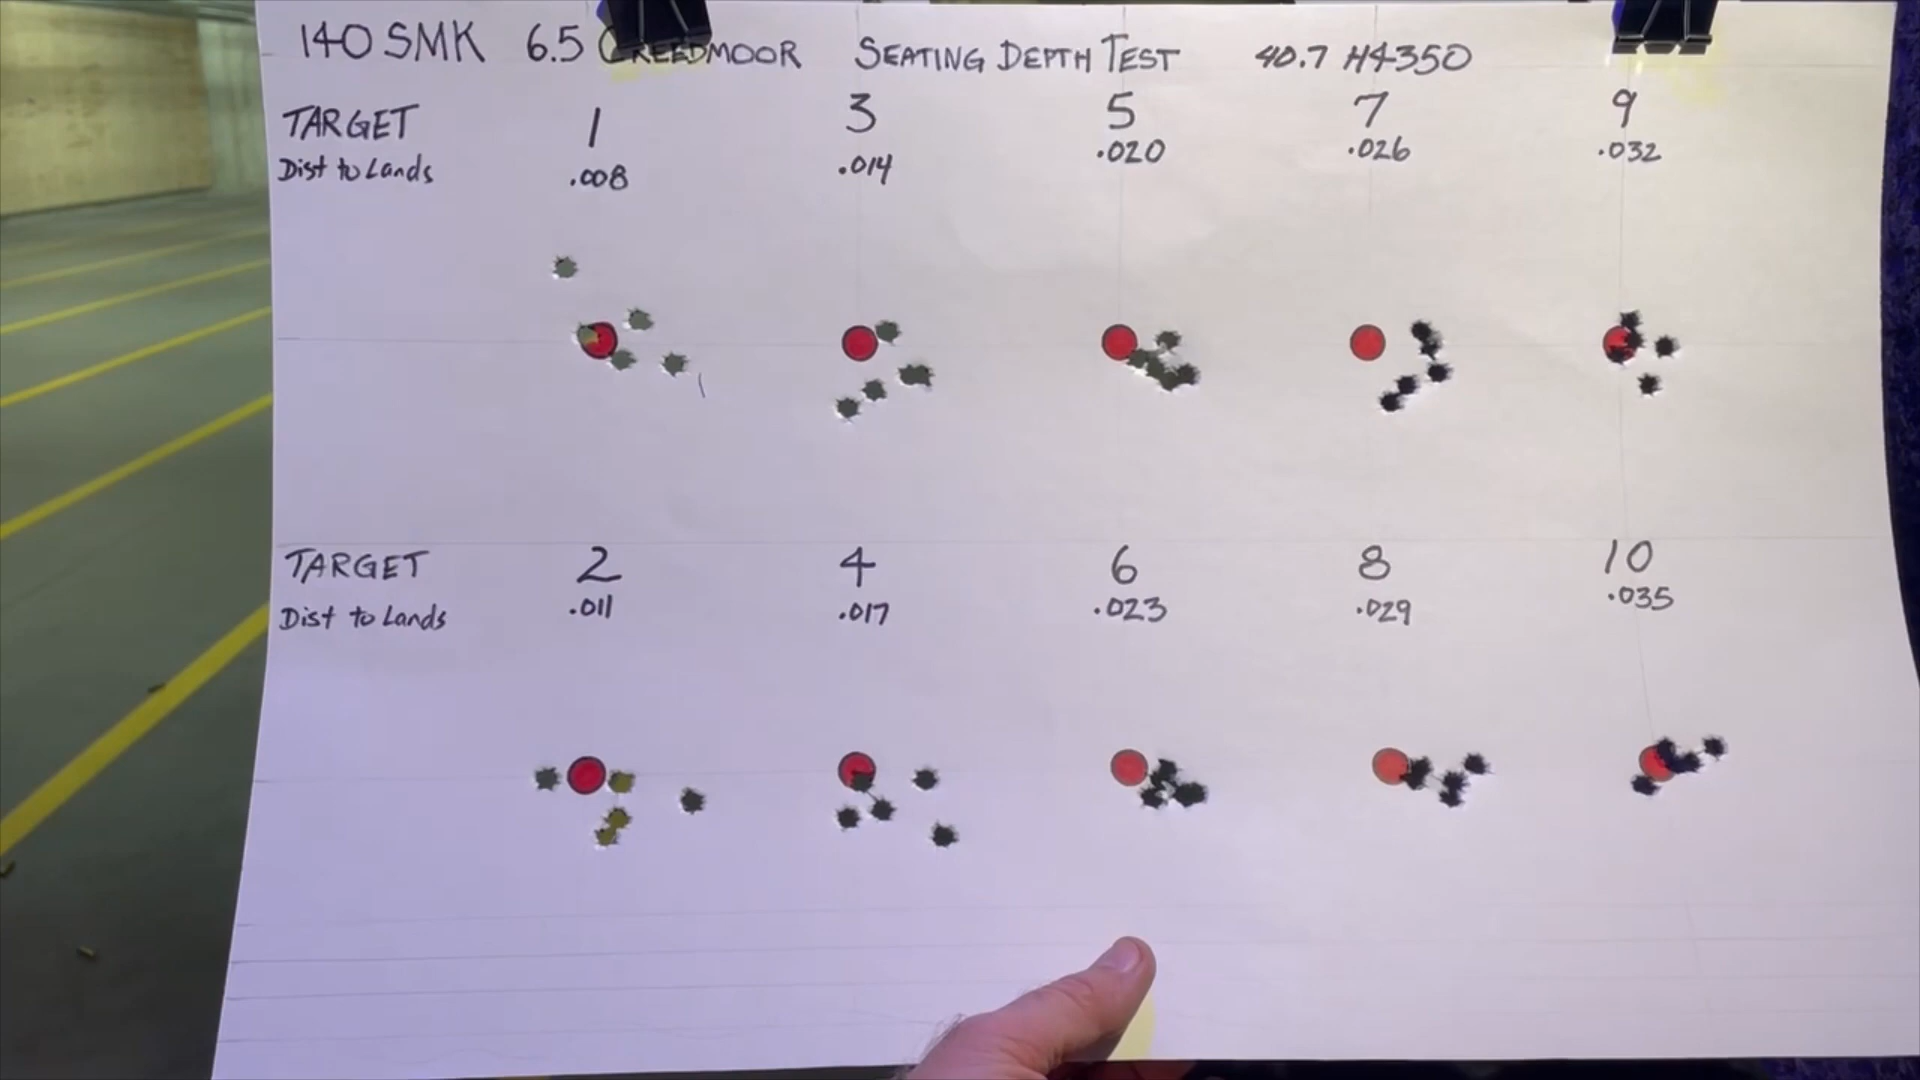 140 SMK 6.5 CREEDMOOR SEATING DEPTH TEST 40.7 H4350
TARGET 1 3 5 7 9
Dist to Lands .008 .014 .020 .026 .032
TARGET 2 4 6 8 10
Dist to Lands .011 .017 .023 .029 .035